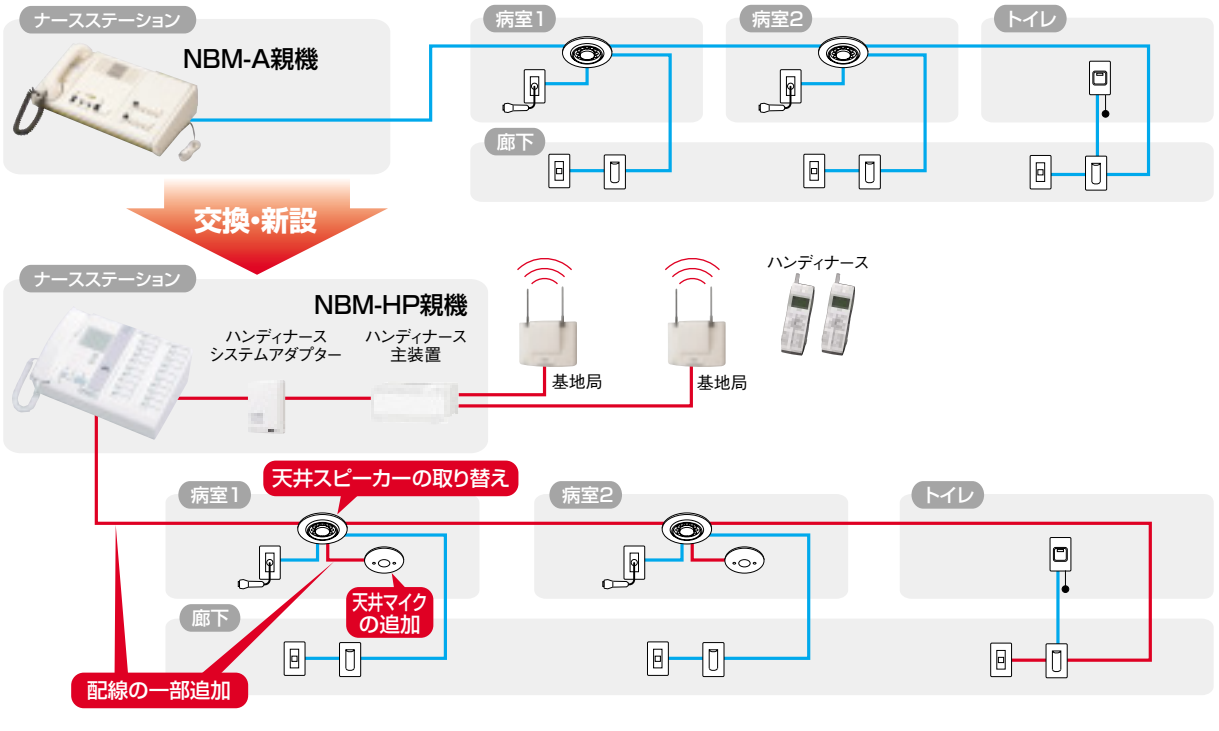 ナースステーション
NBM-A親機
病室1
病室2
トイレ
廊下
交換・新設
ナースステーション
NBM-HP親機
ハンディナース
システムアダプター
ハンディナース
主装置
基地局
基地局
ハンディナース
天井スピーカーの取り替え
病室1
病室2
トイレ
天井マイク
の追加
廊下
配線の一部追加